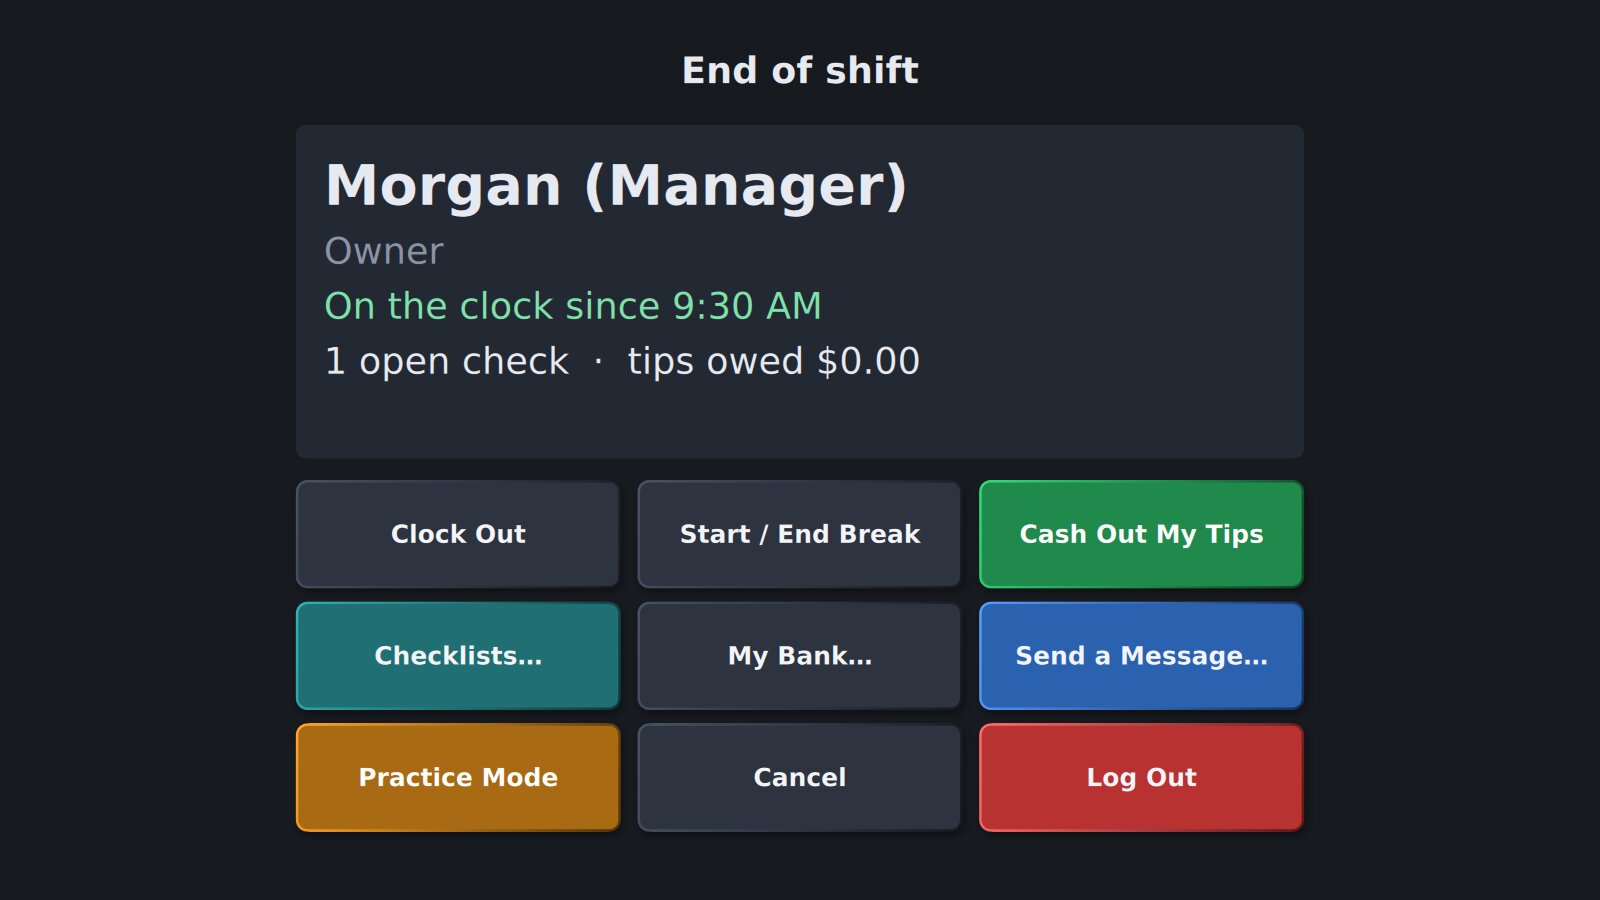 End of shift
Morgan (Manager)
Owner
On the clock since 9:30 AM
1 open check · tips owed $0.00
Clock Out
Start / End Break
Cash Out My Tips
Checklists…
My Bank…
Send a Message…
Practice Mode
Cancel
Log Out